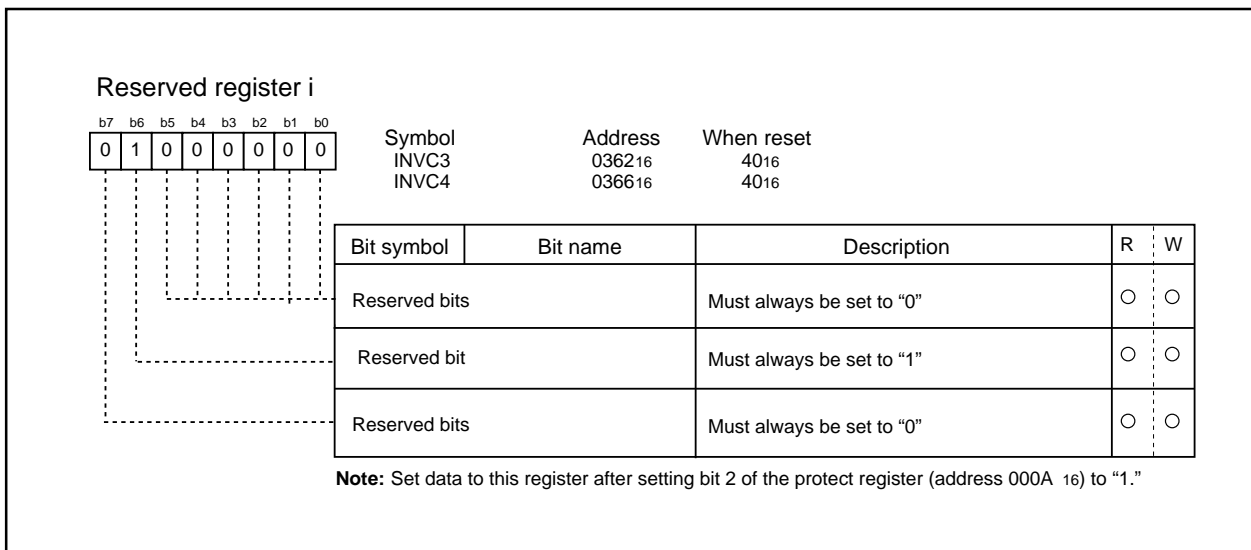 Reserved register i
b7 b6 b5 b4 b3 b2 b1 b0
0 1 0 0 0 0 0 0
Symbol Address When reset
INVC3 036216 4016
INVC4 036616 4016
Bit symbol Bit name Description R W
Reserved bits Must always be set to “0”
Reserved bit Must always be set to “1”
Reserved bits Must always be set to “0”
Note: Set data to this register after setting bit 2 of the protect register (address 000A 16) to “1.”